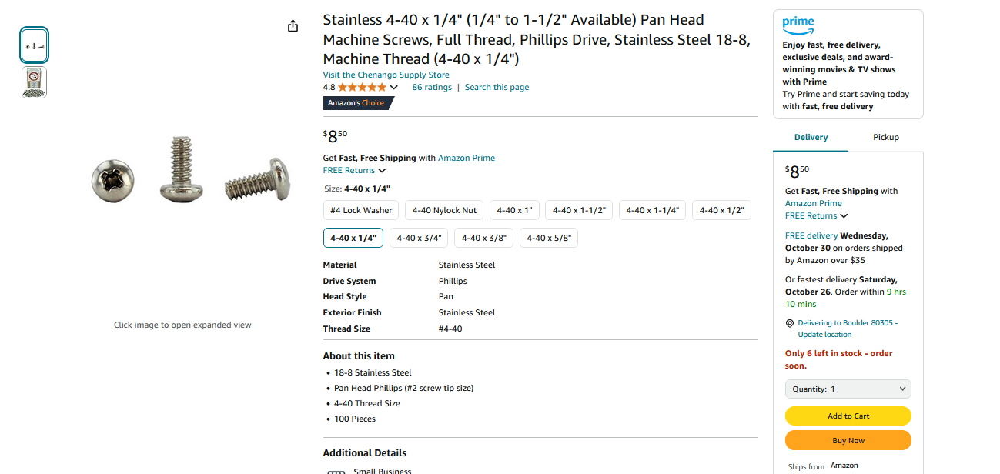 Stainless 4-40 x 1/4" (1/4" to 1-1/2" Available) Pan Head
Machine Screws, Full Thread, Phillips Drive, Stainless Steel 18-8,
Machine Thread (4-40 x 1/4")
Visit the Chenango Supply Store
4.8 86 ratings | Search this page
Amazon's Choice
$8.50
Get Fast, Free Shipping with Amazon Prime
FREE Returns
Size: 4-40 x 1/4"
#4 Lock Washer 4-40 Nylock Nut 4-40 x 1" 4-40 x 1-1/2" 4-40 x 1-1/4" 4-40 x 1/2"
4-40 x 1/4" 4-40 x 3/4" 4-40 x 3/8" 4-40 x 5/8"
Material Stainless Steel
Drive System Phillips
Head Style Pan
Exterior Finish Stainless Steel
Thread Size #4-40
About this item
• 18-8 Stainless Steel
• Pan Head Phillips (#2 screw tip size)
• 4-40 Thread Size
• 100 Pieces
Additional Details
Small Business
Click image to open expanded view
prime
Enjoy fast, free delivery,
exclusive deals, and award-
winning movies & TV shows
with Prime
Try Prime and start saving today
with fast, free delivery
Delivery Pickup
$8.50
Get Fast, Free Shipping with
Amazon Prime
FREE Returns
FREE delivery Wednesday,
October 30 on orders shipped
by Amazon over $35
Or fastest delivery Saturday,
October 26. Order within 9 hrs
10 mins
Delivering to Boulder 80305 -
Update location
Only 6 left in stock - order
soon.
Quantity: 1
Add to Cart
Buy Now
Ships from Amazon